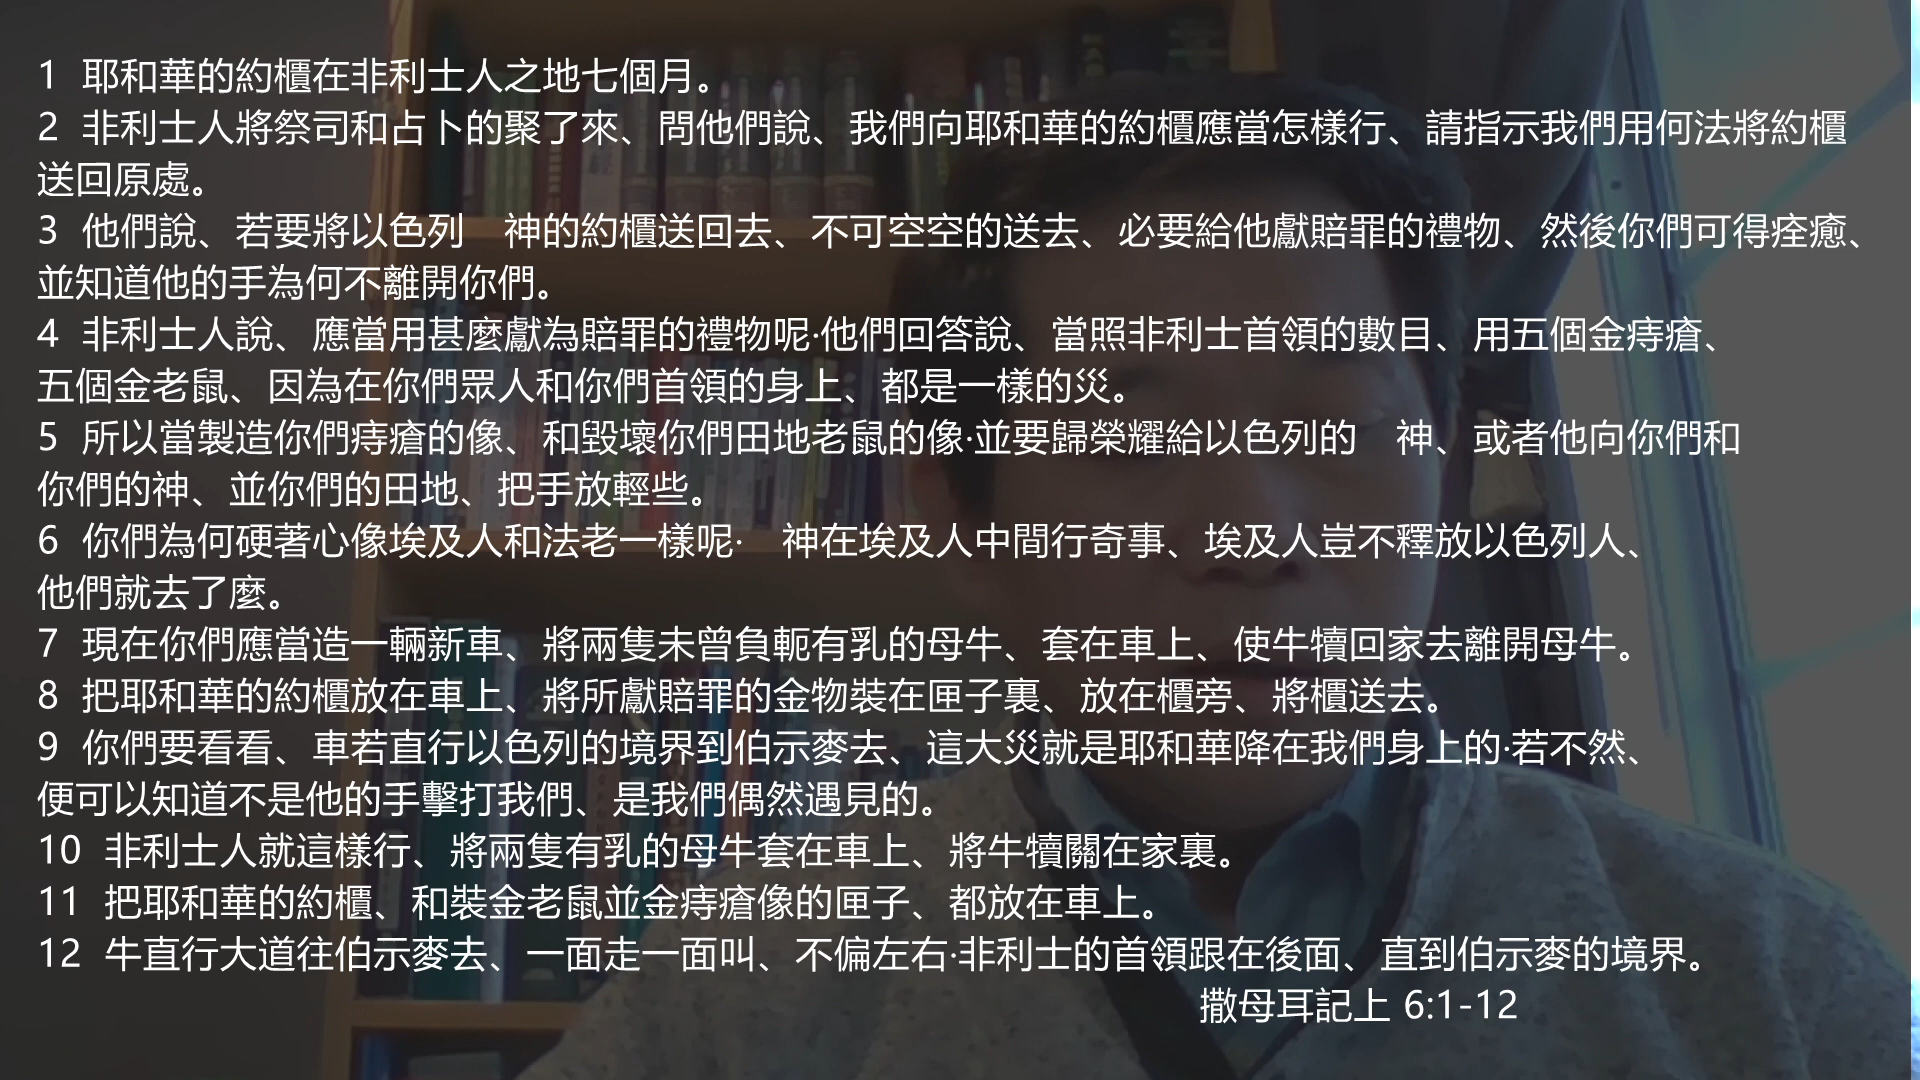 1 耶和華的約櫃在非利士人之地七個月。
2 非利士人將祭司和占卜的聚了來、問他們說、我們向耶和華的約櫃應當怎樣行、請指示我們用何法將約櫃
送回原處。
3 他們說、若要將以色列　神的約櫃送回去、不可空空的送去、必要給他獻賠罪的禮物、然後你們可得痊癒、
並知道他的手為何不離開你們。
4 非利士人說、應當用甚麼獻為賠罪的禮物呢·他們回答說、當照非利士首領的數目、用五個金痔瘡、
五個金老鼠、因為在你們眾人和你們首領的身上、都是一樣的災。
5 所以當製造你們痔瘡的像、和毀壞你們田地老鼠的像·並要歸榮耀給以色列的　神、或者他向你們和
你們的神、並你們的田地、把手放輕些。
6 你們為何硬著心像埃及人和法老一樣呢·　神在埃及人中間行奇事、埃及人豈不釋放以色列人、
他們就去了麼。
7 現在你們應當造一輛新車、將兩隻未曾負軛有乳的母牛、套在車上、使牛犢回家去離開母牛。
8 把耶和華的約櫃放在車上、將所獻賠罪的金物裝在匣子裏、放在櫃旁、將櫃送去。
9 你們要看看、車若直行以色列的境界到伯示麥去、這大災就是耶和華降在我們身上的·若不然、
便可以知道不是他的手擊打我們、是我們偶然遇見的。
10 非利士人就這樣行、將兩隻有乳的母牛套在車上、將牛犢關在家裏。
11 把耶和華的約櫃、和裝金老鼠並金痔瘡像的匣子、都放在車上。
12 牛直行大道往伯示麥去、一面走一面叫、不偏左右·非利士的首領跟在後面、直到伯示麥的境界。
撒母耳記上 6:1-12